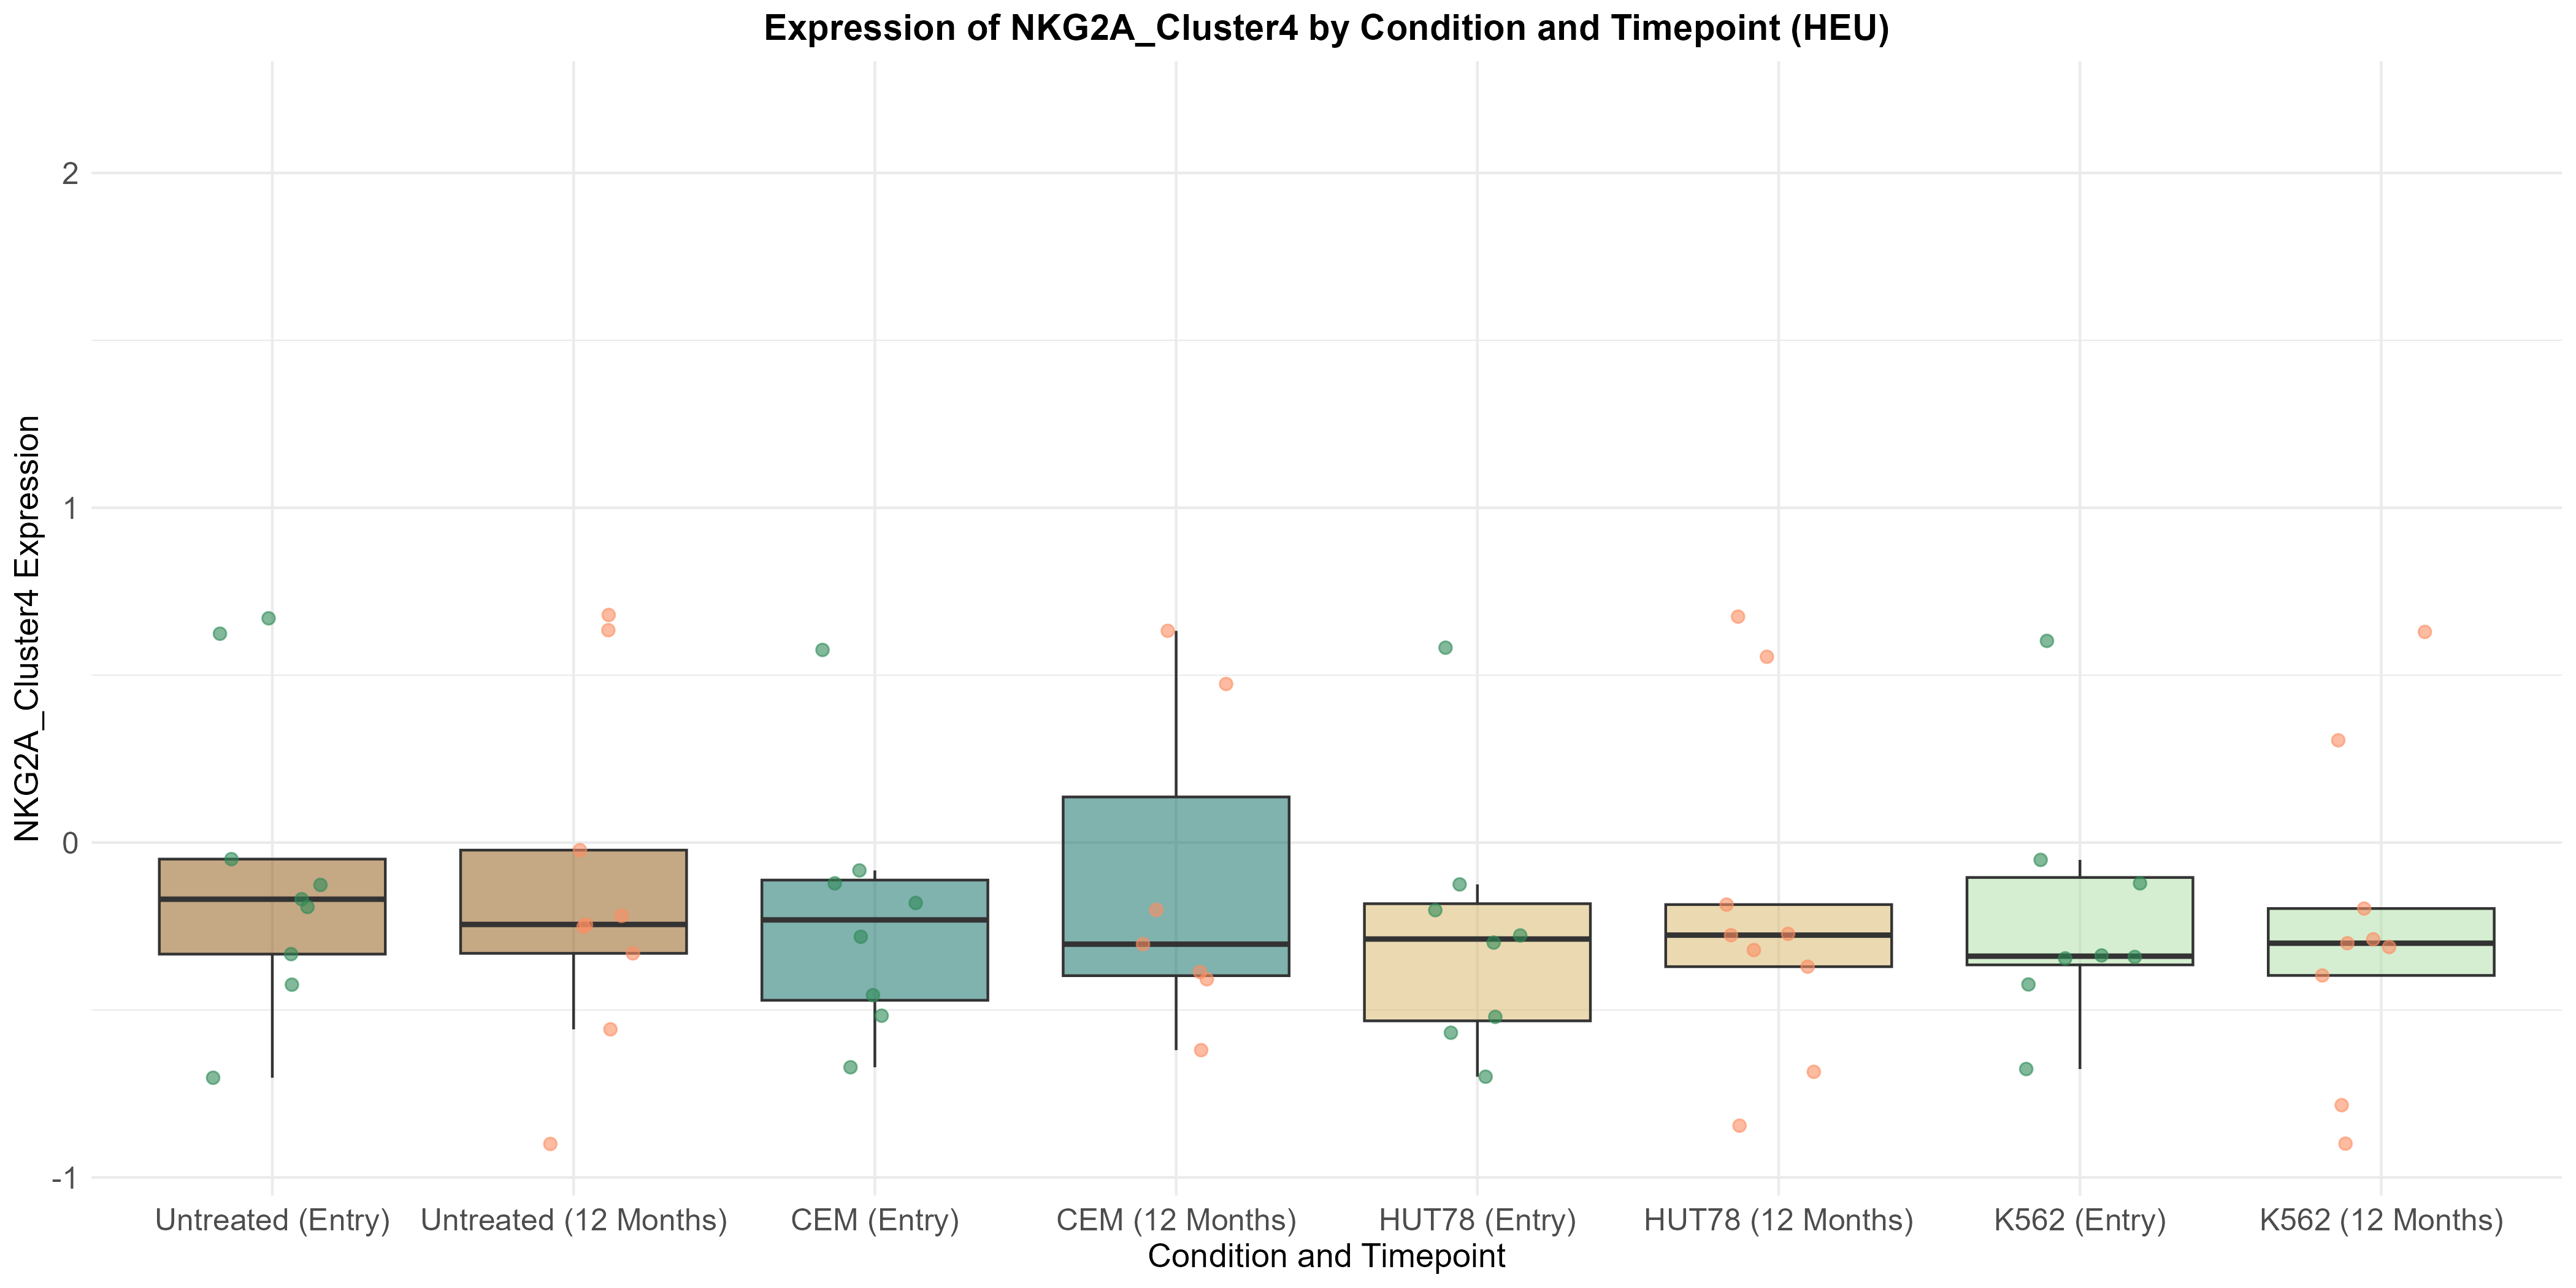 Expression of NKG2A_Cluster4 by Condition and Timepoint (HEU)
NKG2A_Cluster4 Expression
2
1
0
-1
Untreated (Entry)
Untreated (12 Months)
CEM (Entry)
CEM (12 Months)
HUT78 (Entry)
HUT78 (12 Months)
K562 (Entry)
K562 (12 Months)
Condition and Timepoint